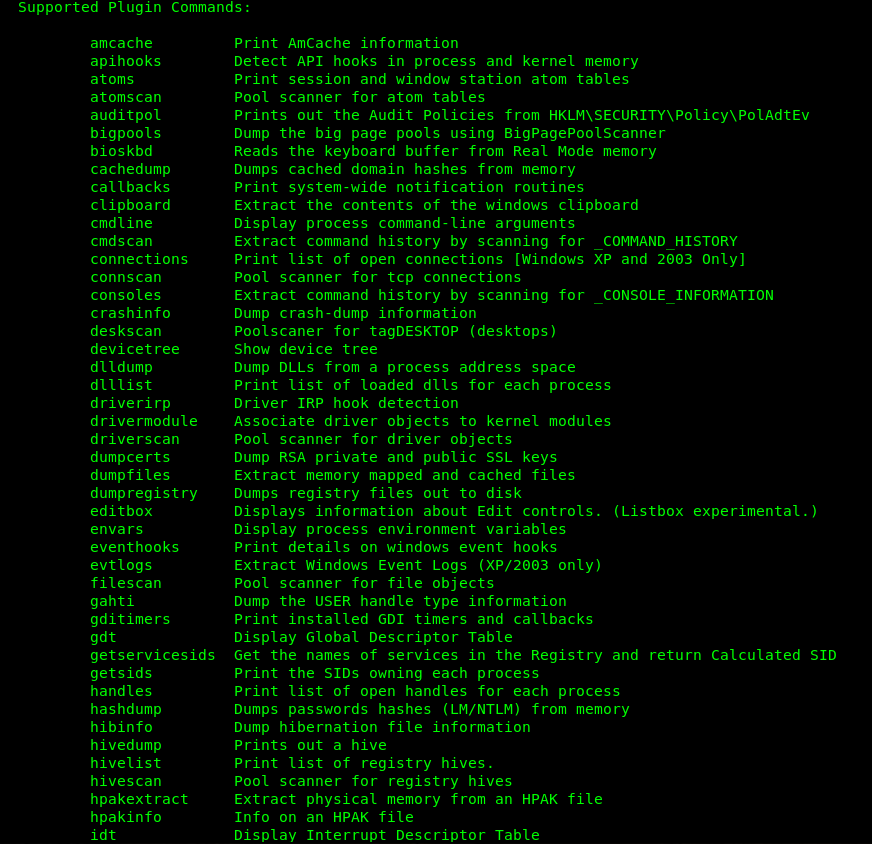 Supported Plugin Commands:
amcache Print AmCache information
apihooks Detect API hooks in process and kernel memory
atoms Print session and window station atom tables
atomscan Pool scanner for atom tables
auditpol Prints out the Audit Policies from HKLM\SECURITY\Policy\PolAdtEv
bigpools Dump the big page pools using BigPagePoolScanner
bioskbd Reads the keyboard buffer from Real Mode memory
cachedump Dumps cached domain hashes from memory
callbacks Print system-wide notification routines
clipboard Extract the contents of the windows clipboard
cmdline Display process command-line arguments
cmdscan Extract command history by scanning for _COMMAND_HISTORY
connections Print list of open connections [Windows XP and 2003 Only]
connscan Pool scanner for tcp connections
consoles Extract command history by scanning for _CONSOLE_INFORMATION
crashinfo Dump crash-dump information
deskscan Poolscaner for tagDESKTOP (desktops)
devicetree Show device tree
dlldump Dump DLLs from a process address space
dlllist Print list of loaded dlls for each process
driverirp Driver IRP hook detection
drivermodule Associate driver objects to kernel modules
driverscan Pool scanner for driver objects
dumpcerts Dump RSA private and public SSL keys
dumpfiles Extract memory mapped and cached files
dumpregistry Dumps registry files out to disk
editbox Displays information about Edit controls. (Listbox experimental.)
envars Display process environment variables
eventhooks Print details on windows event hooks
evtlogs Extract Windows Event Logs (XP/2003 only)
filescan Pool scanner for file objects
gahti Dump the USER handle type information
gditimers Print installed GDI timers and callbacks
gdt Display Global Descriptor Table
getservicesids Get the names of services in the Registry and return Calculated SID
getsids Print the SIDs owning each process
handles Print list of open handles for each process
hashdump Dumps passwords hashes (LM/NTLM) from memory
hibinfo Dump hibernation file information
hivedump Prints out a hive
hivelist Print list of registry hives.
hivescan Pool scanner for registry hives
hpakextract Extract physical memory from an HPAK file
hpakinfo Info on an HPAK file
idt Display Interrupt Descriptor Table